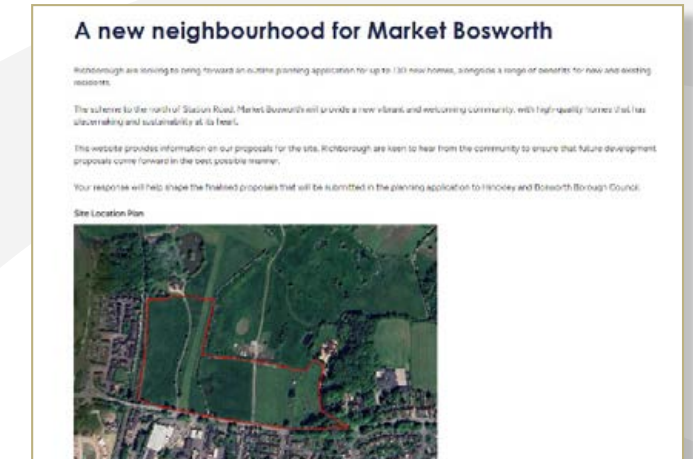 A new neighbourhood for Market Bosworth
Richborough are looking to bring forward an outline planning application for up to 130 new homes, alongside a range of benefits for new and existing
residents.
The scheme to the north of Station Road, Market Bosworth will provide a new vibrant and welcoming community, with high-quality homes that has
placemaking and sustainability at its heart.
This website provides information on our proposals for the site. Richborough are keen to hear from the community to ensure that future development
proposals come forward in the best possible manner.
Your response will help shape the finalised proposals that will be submitted in the planning application to Hinckley and Bosworth Borough Council.
Site Location Plan